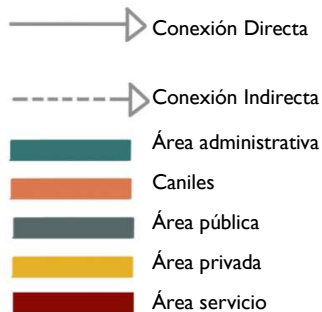 Conexión Directa
Conexión Indirecta
Área administrativa
Caniles
Área pública
Área privada
Área servicio